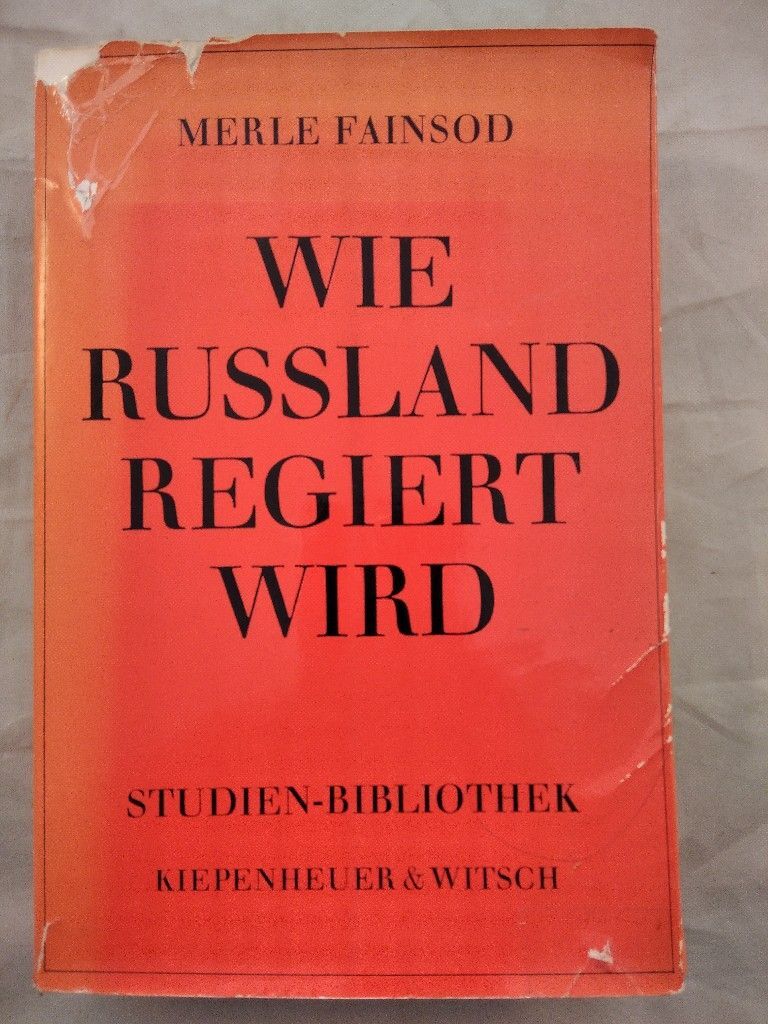 MERLE FAINSOD
WIE
RUSSLAND
REGIERT
WIRD
STUDIEN-BIBLIOTHEK
KIEPENHEUER & WITSCH